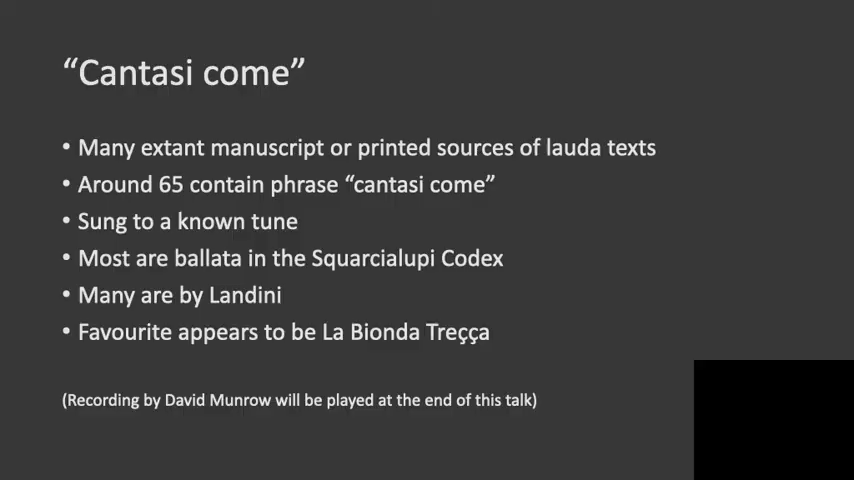 “Cantasi come”
• Many extant manuscript or printed sources of lauda texts
• Around 65 contain phrase “cantasi come”
• Sung to a known tune
• Most are ballata in the Squarcialupi Codex
• Many are by Landini
• Favourite appears to be La Bionda Treçça
(Recording by David Munrow will be played at the end of this talk)